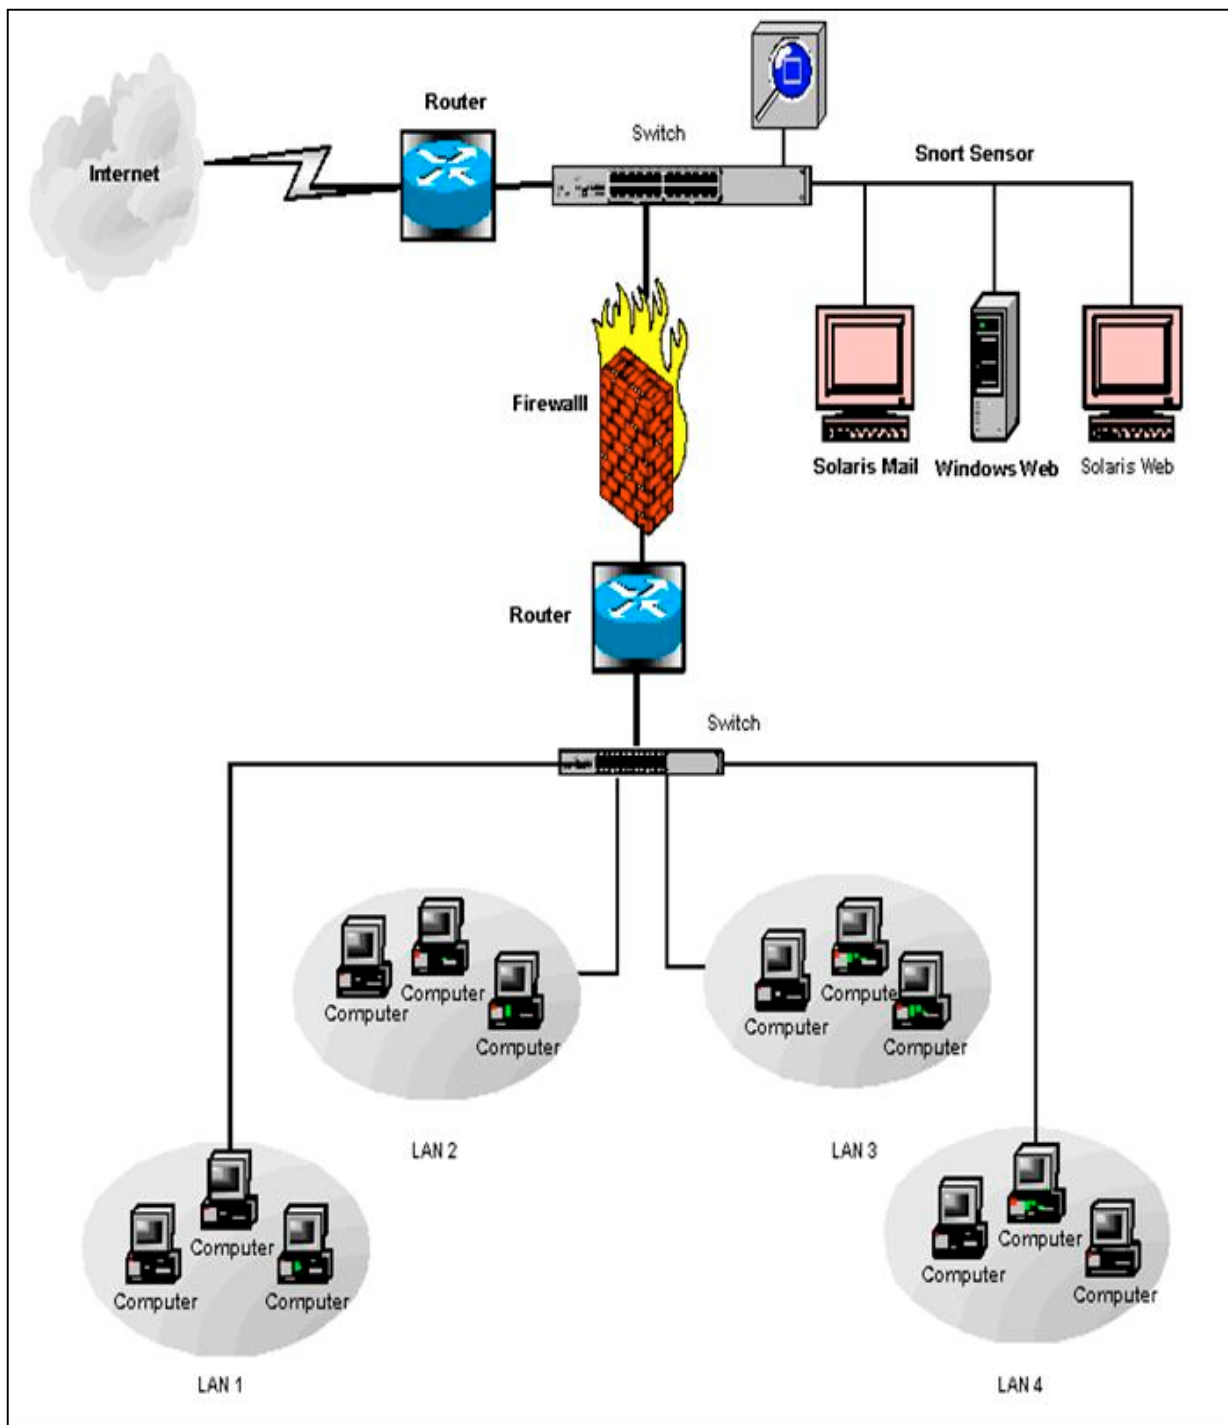 Router
Switch
Internet
Snort Sensor
Firewalll
Solaris Mail
Windows Web
Solaris Web
Router
Switch
Computer
Computer
Computer
Computer
Compute
Computer
LAN 2
LAN 3
Computer
Computer
Computer
Computer
Computer
Computer
LAN 1
LAN 4